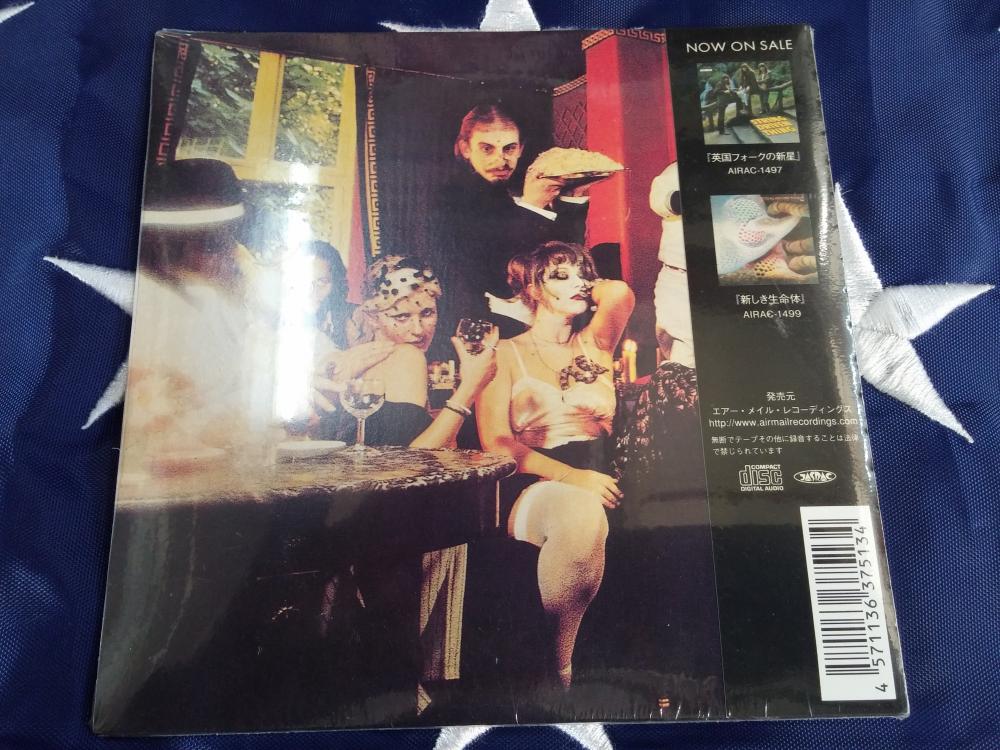 NOW ON SALE
STRING
DRIVEN
THING
『英国フォークの新星』
AIRAC-1497
『新しき生命体』
AIRAC-1499
発売元
エアー・メイル・レコーディングス
http://www.airmailrecordings.com
無断でテープその他に録音することは法律
で禁じられています
COMPACT
disc
DIGITAL AUDIO
JASRAC
4 571136 375134